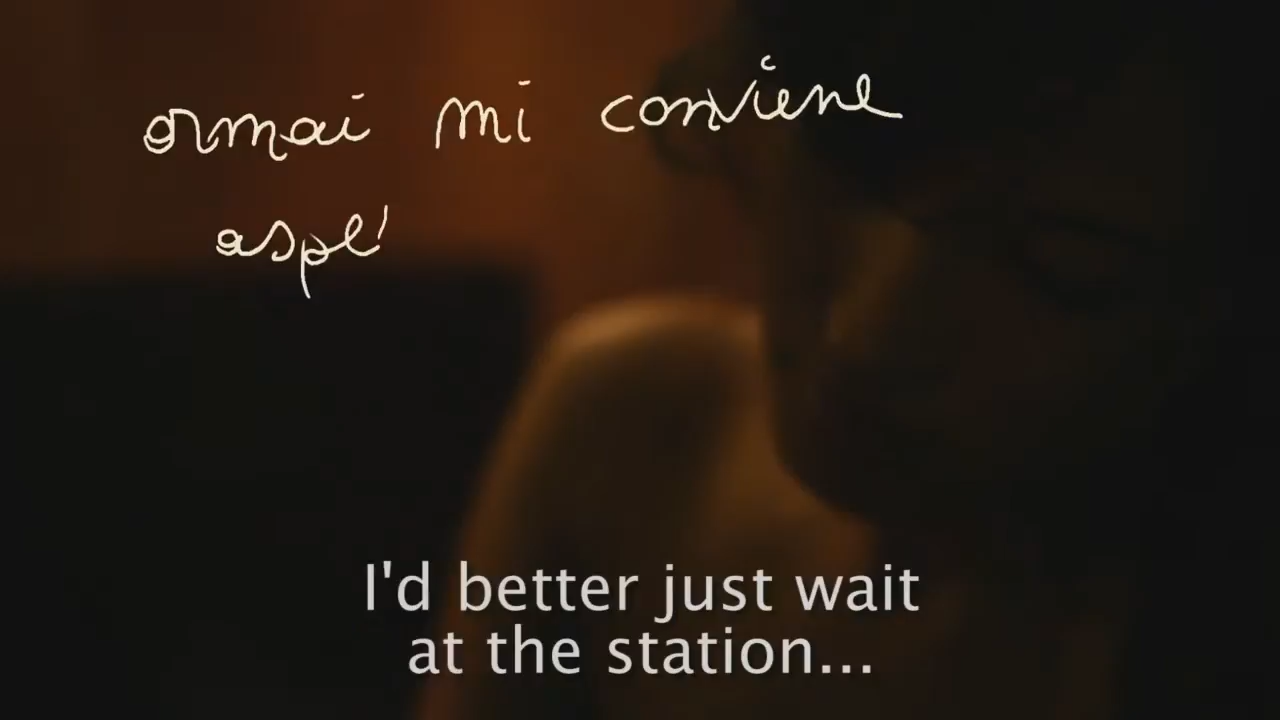 ormai mi conviene
aspe
I'd better just wait
at the station...